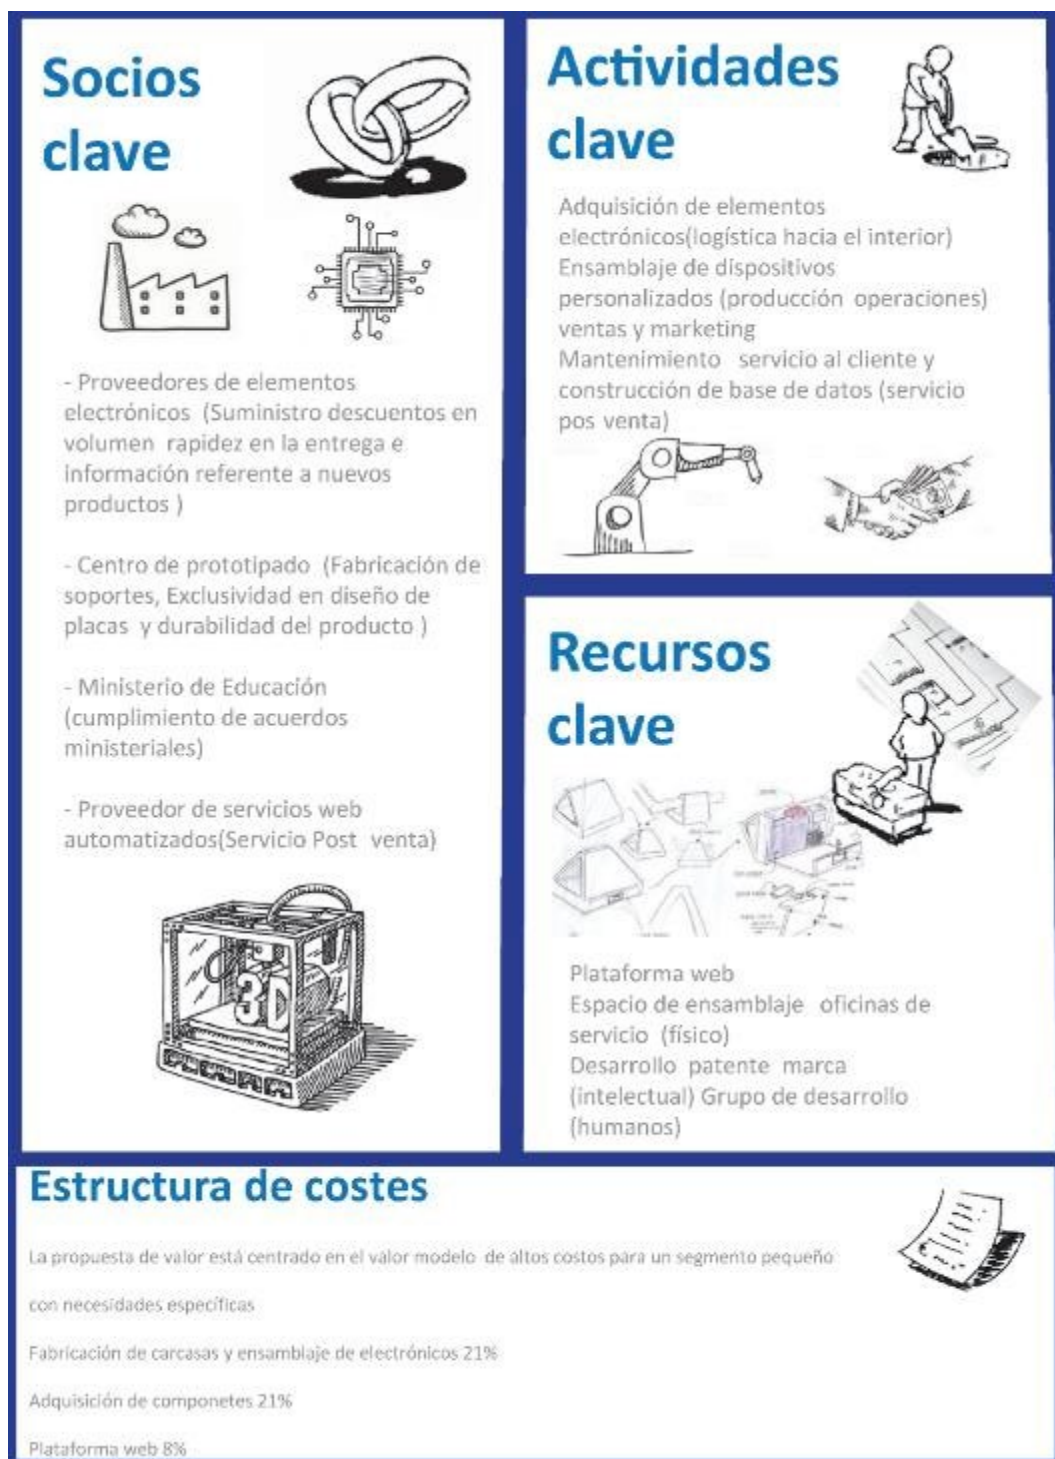 Socios
clave
- Proveedores de elementos
electrónicos (Suministro descuentos en
volumen rapidez en la entrega e
información referente a nuevos
productos )
- Centro de prototipado (Fabricación de
soportes, Exclusividad en diseño de
placas y durabilidad del producto )
- Ministerio de Educación
(cumplimiento de acuerdos
ministeriales)
- Proveedor de servicios web
automatizados(Servicio Post venta)
3D
Actividades
clave
Adquisición de elementos
electrónicos(logística hacia el interior)
Ensamblaje de dispositivos
personalizados (producción operaciones)
ventas y marketing
Mantenimiento servicio al cliente y
construcción de base de datos (servicio
pos venta)
Recursos
clave
Plataforma web
Espacio de ensamblaje oficinas de
servicio (físico)
Desarrollo patente marca
(intelectual) Grupo de desarrollo
(humanos)
Estructura de costes
La propuesta de valor está centrado en el valor modelo de altos costos para un segmento pequeño
con necesidades específicas
Fabricación de carcasas y ensamblaje de electrónicos 21%
Adquisición de componetes 21%
Plataforma web 8%